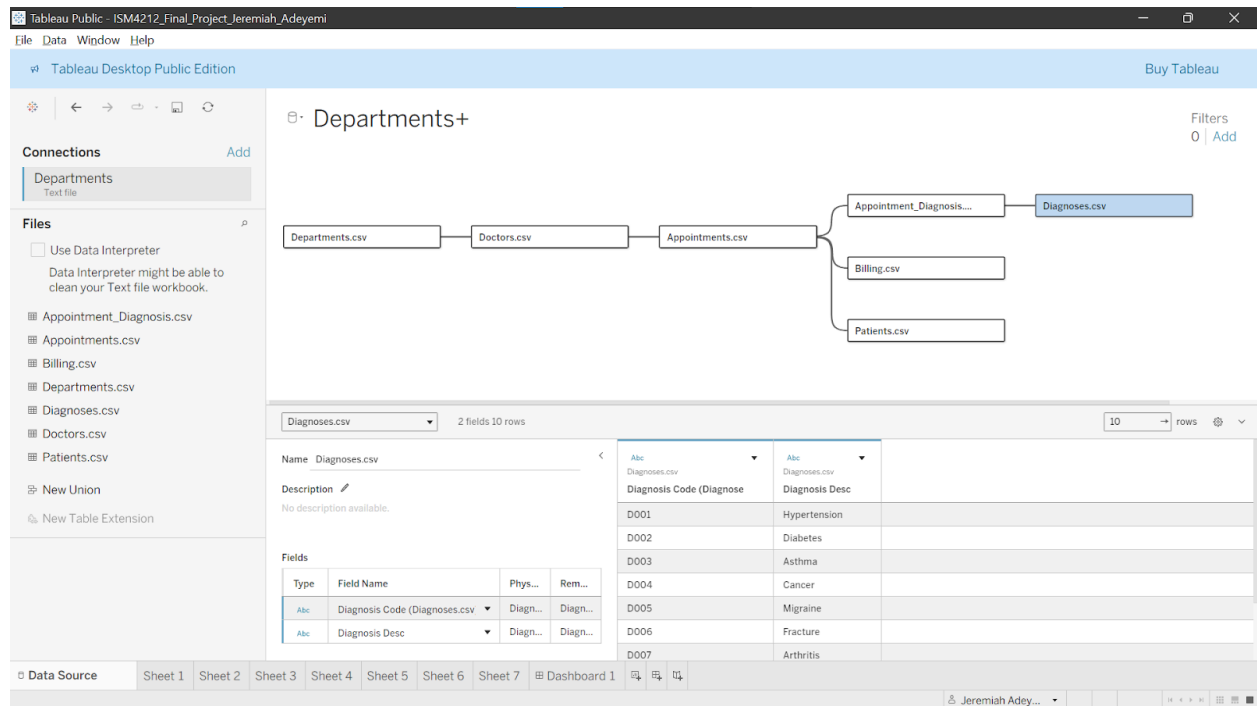 Tableau Public - ISM4212_Final_Project_Jeremiah_Adeyemi
File Data Window Help
Tableau Desktop Public Edition
Buy Tableau
Connections
Add
Departments
Text file
Files
Use Data Interpreter
Data Interpreter might be able to
clean your Text file workbook.
Appointment_Diagnosis.csv
Appointments.csv
Billing.csv
Departments.csv
Diagnoses.csv
Doctors.csv
Patients.csv
New Union
New Table Extension
Departments+
Filters
0 Add
Departments.csv
Doctors.csv
Appointments.csv
Appointment_Diagnosis....
Diagnoses.csv
Billing.csv
Patients.csv
Diagnoses.csv
2 fields 10 rows
10 → rows
Name Diagnoses.csv
Description
No description available.
Fields
Type Field Name Phys... Rem...
Abc Diagnosis Code (Diagnoses.csv Diagn... Diagn...
Abc Diagnosis Desc Diagn... Diagn...
Abc Abc
Diagnoses.csv Diagnoses.csv
Diagnosis Code (Diagnose Diagnosis Desc
D001 Hypertension
D002 Diabetes
D003 Asthma
D004 Cancer
D005 Migraine
D006 Fracture
D007 Arthritis
Data Source Sheet 1 Sheet 2 Sheet 3 Sheet 4 Sheet 5 Sheet 6 Sheet 7 Dashboard 1
Jeremiah Adey...